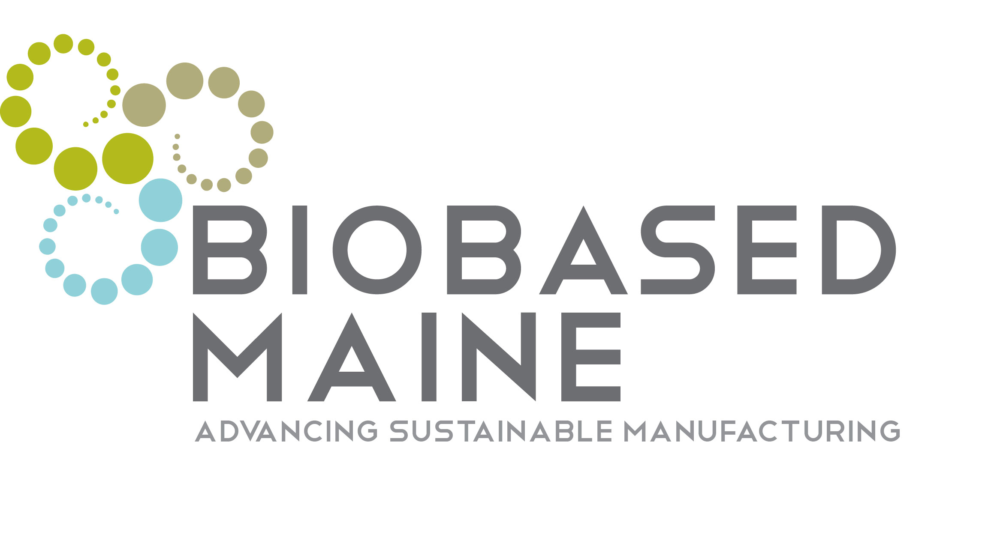 BIOBASED
MAINE
ADVANCING SUSTAINABLE MANUFACTURING